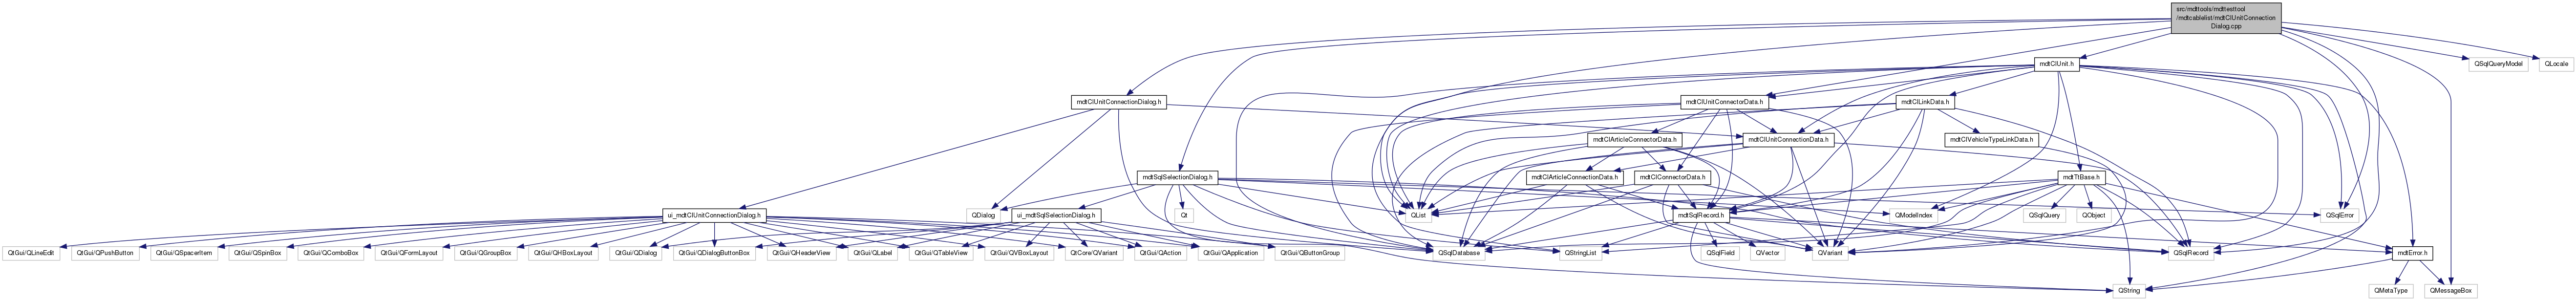 src/mdttools/mdttesttool
/mdtcablelist/mdtClUnitConnection
Dialog.cpp
mdtClUnit.h
QSqlQueryModel
QLocale
mdtClUnitConnectionDialog.h
mdtClUnitConnectorData.h
mdtClLinkData.h
mdtClArticleConnectorData.h
mdtClUnitConnectionData.h
mdtClVehicleTypeLinkData.h
mdtSqlSelectionDialog.h
mdtClArticleConnectionData.h
mdtClConnectorData.h
mdtTtBase.h
ui_mdtClUnitConnectionDialog.h
QDialog
ui_mdtSqlSelectionDialog.h
Qt
QList
mdtSqlRecord.h
QModelIndex
QSqlQuery
QObject
QSqlError
QtGui/QLineEdit
QtGui/QPushButton
QtGui/QSpacerItem
QtGui/QSpinBox
QtGui/QComboBox
QtGui/QFormLayout
QtGui/QGroupBox
QtGui/QHBoxLayout
QtGui/QDialog
QtGui/QDialogButtonBox
QtGui/QHeaderView
QtGui/QLabel
QtGui/QTableView
QtGui/QVBoxLayout
QtCore/QVariant
QtGui/QAction
QtGui/QApplication
QtGui/QButtonGroup
QSqlDatabase
QStringList
QSqlField
QVector
QVariant
QSqlRecord
mdtError.h
QString
QMetaType
QMessageBox